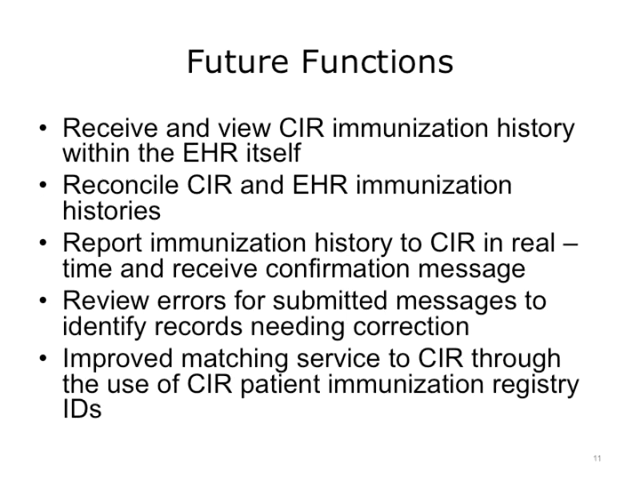 Future Functions
• Receive and view CIR immunization history
within the EHR itself
• Reconcile CIR and EHR immunization
histories
• Report immunization history to CIR in real –
time and receive confirmation message
• Review errors for submitted messages to
identify records needing correction
• Improved matching service to CIR through
the use of CIR patient immunization registry
IDs
11